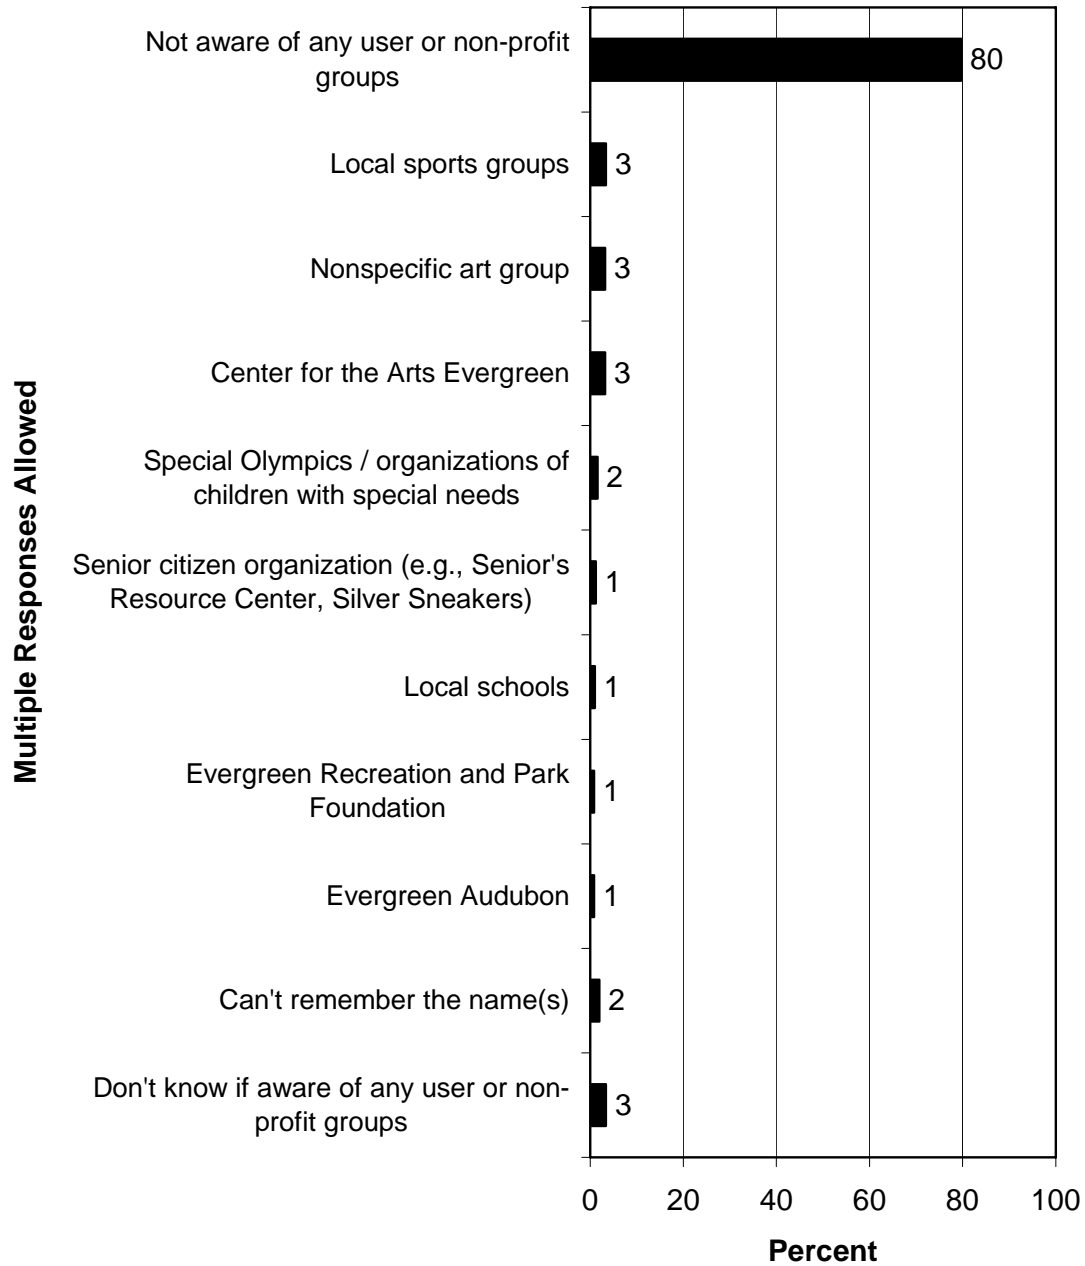 Multiple Responses Allowed
Not aware of any user or non-profit
groups
80
Local sports groups
3
Nonspecific art group
3
Center for the Arts Evergreen
3
Special Olympics / organizations of
children with special needs
2
Senior citizen organization (e.g., Senior's
Resource Center, Silver Sneakers)
1
Local schools
1
Evergreen Recreation and Park
Foundation
1
Evergreen Audubon
1
Can't remember the name(s)
2
Don't know if aware of any user or non-
profit groups
3
0 20 40 60 80 100
Percent